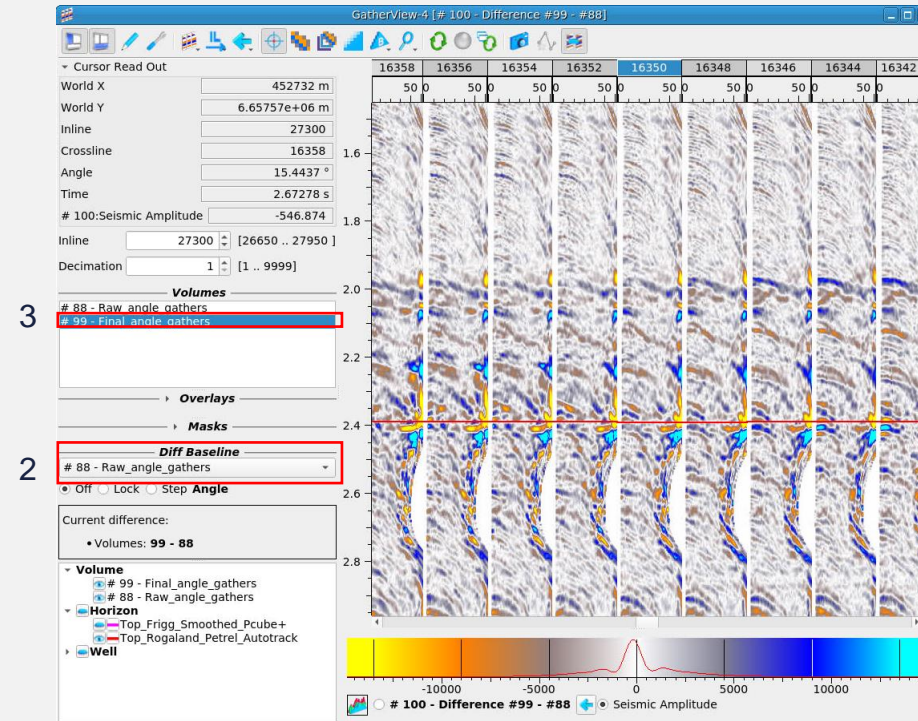 GatherView-4 [# 100 - Difference #99 - #88]
Cursor Read Out
World X 452732 m
World Y 6.65757e+06 m
Inline 27300
Crossline 16358
Angle 15.4437 °
Time 2.67278 s
# 100:Seismic Amplitude -546.874
Inline 27300 [26650 .. 27950 ]
Decimation 1 [1 .. 9999]
Volumes
3
# 88 - Raw_angle_gathers
# 99 - Final_angle_gathers
Overlays
Masks
2
Diff Baseline
# 88 - Raw_angle_gathers
Off Lock Step Angle
Current difference:
• Volumes: 99 - 88
Volume
# 99 - Final_angle_gathers
# 88 - Raw_angle_gathers
Horizon
Top_Frigg_Smoothed_Pcube+
Top_Rogaland_Petrel_Autotrack
Well
16358 16356 16354 16352 16350 16348 16346 16344 16342
50 0 50 0 50 0 50 0 50 0 50 0 50 0 50 0
1.6
1.8
2.0
2.2
2.4
2.6
2.8
-10000 -5000 0 5000 10000
# 100 - Difference #99 - #88 Seismic Amplitude